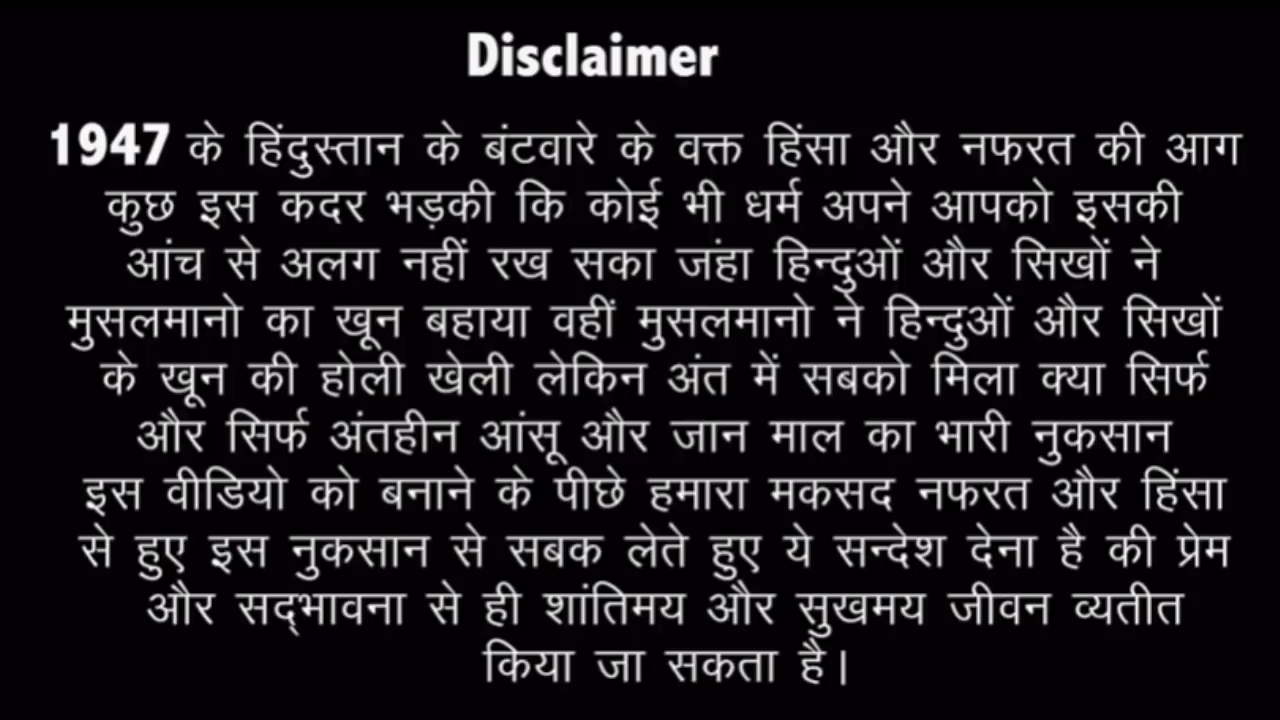 Disclaimer
1947 के हिंदुस्तान के बंटवारे के वक्त हिंसा और नफरत की आग
कुछ इस कदर भड़की कि कोई भी धर्म अपने आपको इसकी
आंच से अलग नहीं रख सका जंहा हिन्दुओं और सिखों ने
मुसलमानो का खून बहाया वहीं मुसलमानो ने हिन्दुओं और सिखों
के खून की होली खेली लेकिन अंत में सबको मिला क्या सिर्फ
और सिर्फ अंतहीन आंसू और जान माल का भारी नुकसान
इस वीडियो को बनाने के पीछे हमारा मकसद नफरत और हिंसा
से हुए इस नुकसान से सबक लेते हुए ये सन्देश देना है की प्रेम
और सद्भावना से ही शांतिमय और सुखमय जीवन व्यतीत
किया जा सकता है।